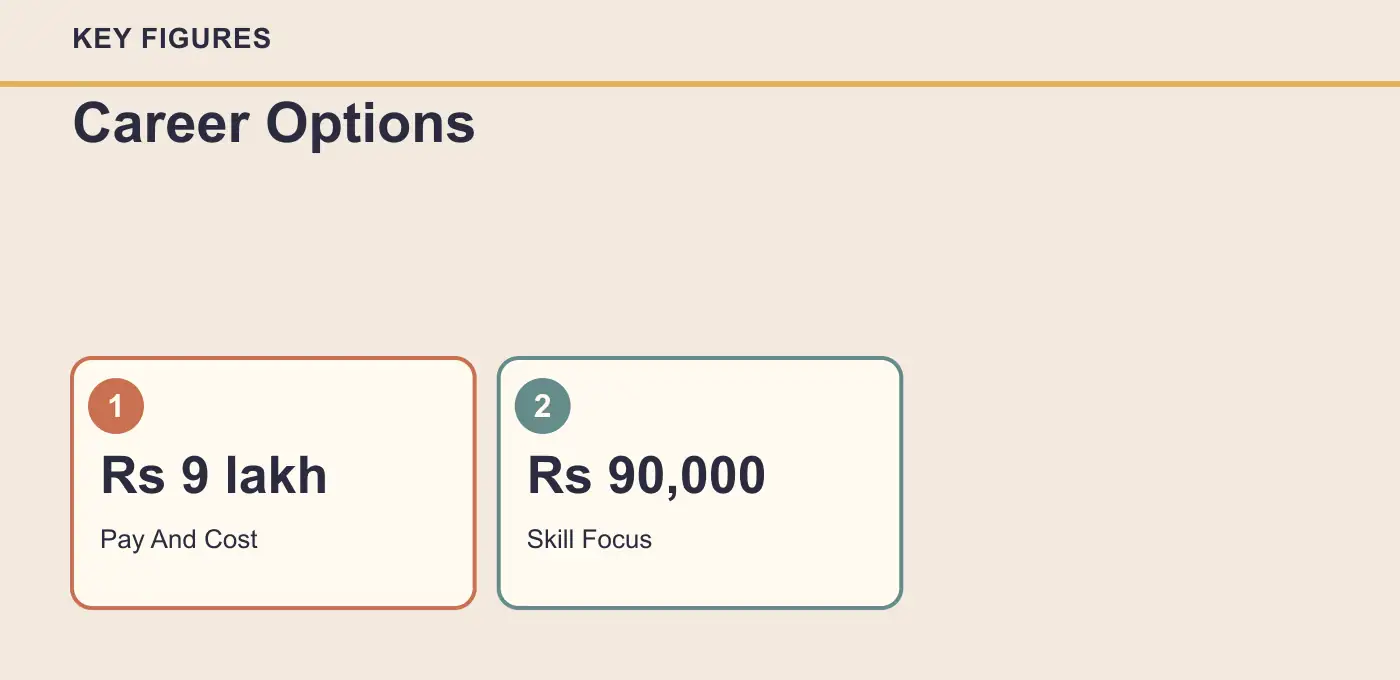 KEY FIGURES
Career Options
1
Rs 9 lakh
Pay And Cost
2
Rs 90,000
Skill Focus